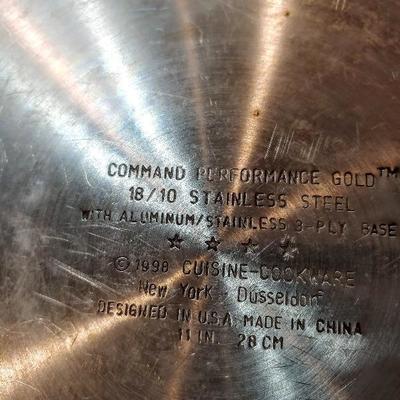 COMMAND PERFORMANCE GOLD™
18/10 STAINLESS STEEL
WITH ALUMINUM/STAINLESS 3-PLY BASE
© 1998 CUISINE-COOKWARE
New York - Düsseldorf
DESIGNED IN U.S.A. MADE IN CHINA
11 IN. 28 CM